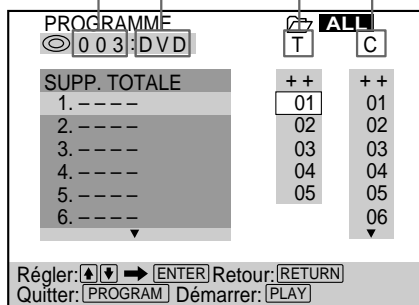 PROGRAMME ALL
003:DVD T C
SUPP. TOTALE ++ ++
1. –––– 01 01
2. –––– 02 02
3. –––– 03 03
4. –––– 04 04
5. –––– 05 05
6. –––– 06
Régler: ENTER Retour: RETURN
Quitter: PROGRAM Démarrer: PLAY